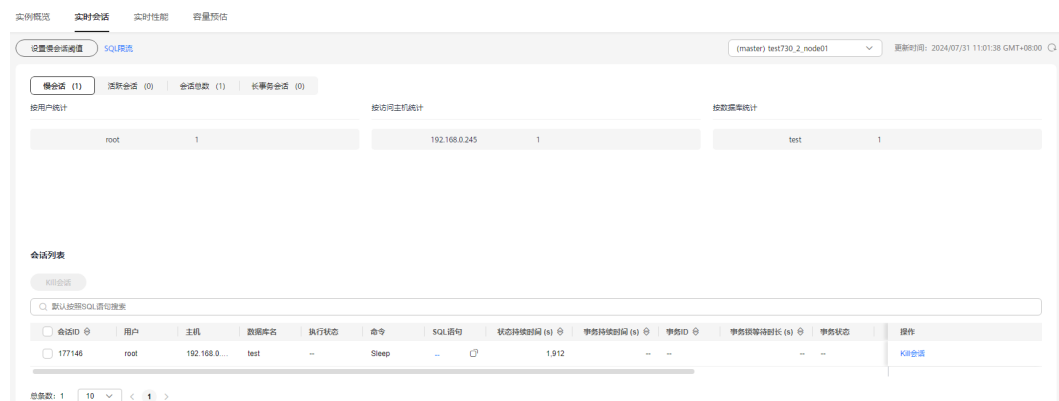 实例概览 实时会话 实时性能 容量预估
设置慢会话阈值 SQL限流 (master) test730_2_node01 更新时间: 2024/07/31 11:01:38 GMT+08:00
慢会话 (1) 活跃会话 (0) 会话总数 (1) 长事务会话 (0)
按用户统计 按访问主机统计 按数据库统计
root 1 192.168.0.245 1 test 1
会话列表
Kill会话
默认按照SQL语句搜索
会话ID 用户 主机 数据库名 执行状态 命令 SQL语句 状态持续时间 (s) 事务持续时间 (s) 事务ID 事务锁等待时长 (s) 事务状态 操作
177146 root 192.168.0.... test -- Sleep -- 1,912 -- -- -- -- Kill会话
总条数: 1 10 < 1 >